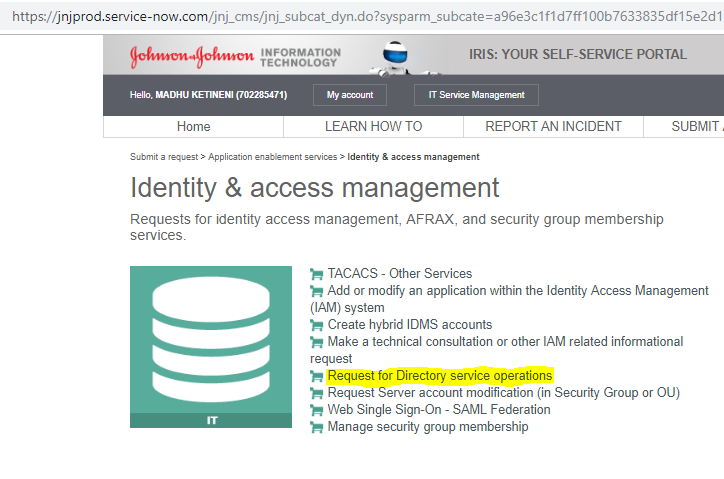 https://jnjprod.service-now.com/jnj_cms/jnj_subcat_dyn.do?sysparm_subcate=a96e3c1f1d7ff100b7633835df15e2d1
Johnson & Johnson INFORMATION TECHNOLOGY
IRIS: YOUR SELF-SERVICE PORTAL
Hello, MADHU KETINENI (702285471) My account IT Service Management
Home LEARN HOW TO REPORT AN INCIDENT SUBMIT A
Submit a request > Application enablement services > Identity & access management
Identity & access management
Requests for identity access management, AFRAX, and security group membership
services.
TACACS - Other Services
Add or modify an application within the Identity Access Management
(IAM) system
Create hybrid IDMS accounts
Make a technical consultation or other IAM related informational
request
Request for Directory service operations
Request Server account modification (in Security Group or OU)
Web Single Sign-On - SAML Federation
Manage security group membership
IT